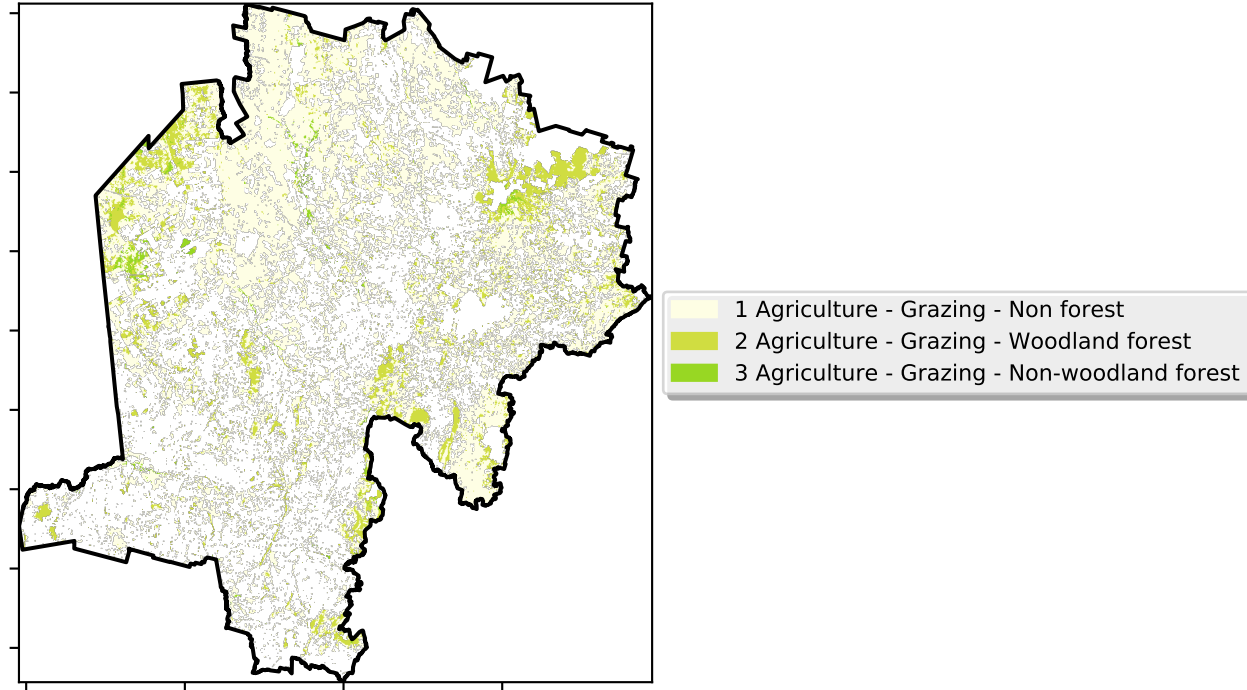 1 Agriculture - Grazing - Non forest
2 Agriculture - Grazing - Woodland forest
3 Agriculture - Grazing - Non-woodland forest